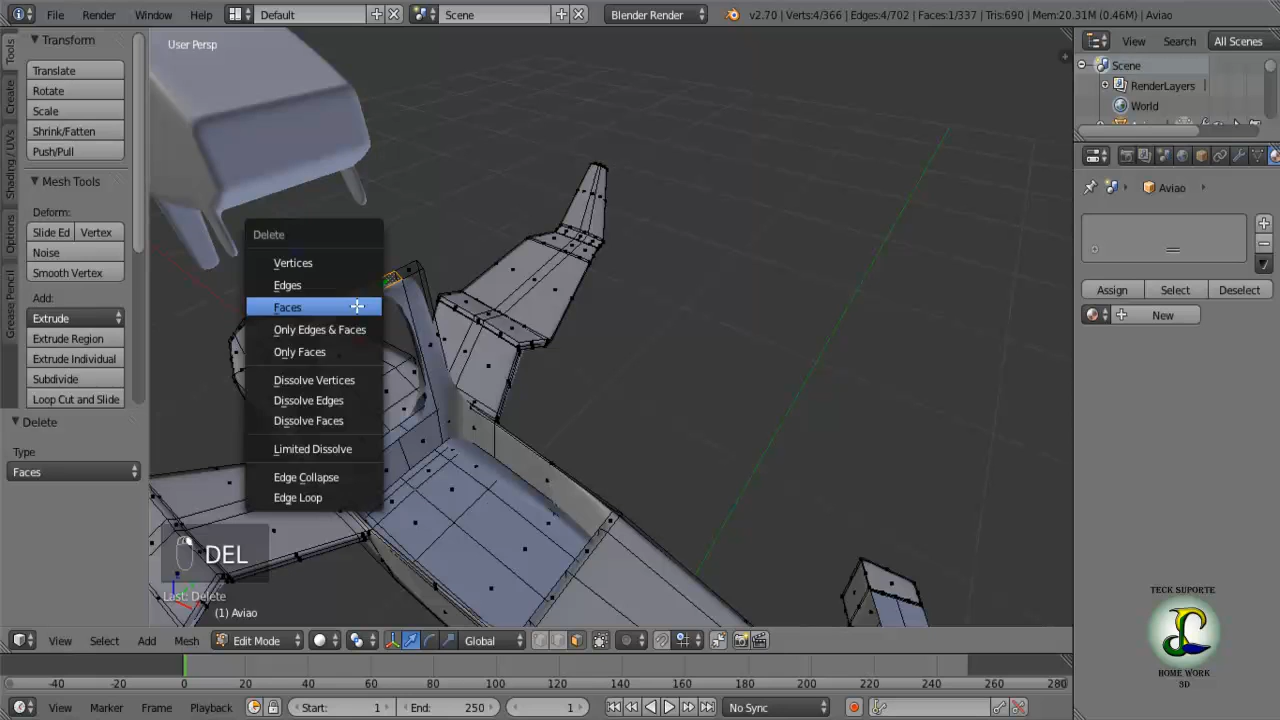 File Render Window Help Default Scene Blender Render v2.70 | Verts:4/366 | Edges:4/702 | Faces:1/337 | Tris:690 | Mem:20.31M (0.46M) | Aviao
Tools
Create
Shading / UVs
Options
Grease Pencil
Transform
Translate
Rotate
Scale
Shrink/Fatten
Push/Pull
Mesh Tools
Deform:
Slide Ed Vertex
Noise
Smooth Vertex
Add:
Extrude
Extrude Region
Extrude Individual
Subdivide
Loop Cut and Slide
Delete
Type
Faces
User Persp
Delete
Vertices
Edges
Faces
Only Edges & Faces
Only Faces
Dissolve Vertices
Dissolve Edges
Dissolve Faces
Limited Dissolve
Edge Collapse
Edge Loop
DEL
Last: Delete
(1) Aviao
View Search All Scenes
Scene
RenderLayers
World
Aviao
Assign Select Deselect
New
TECK SUPORTE
HOME WORK
3D
View Select Add Mesh Edit Mode Global
-40 -20 0 20 40 60 80 100 120 140 160 180 200 220 240 260 280
View Marker Frame Playback Start: 1 End: 250 1 No Sync